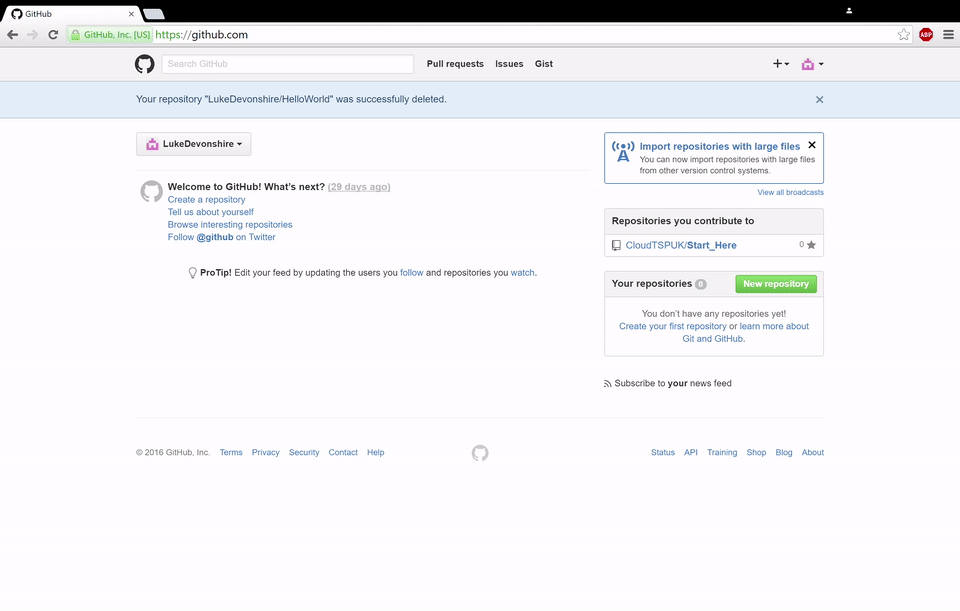 GitHub
GitHub, Inc. [US] https://github.com
ABP
Search GitHub
Pull requests Issues Gist
Your repository "LukeDevonshire/HelloWorld" was successfully deleted.
LukeDevonshire
Welcome to GitHub! What's next? (29 days ago)
Create a repository
Tell us about yourself
Browse interesting repositories
Follow @github on Twitter
ProTip! Edit your feed by updating the users you follow and repositories you watch.
Import repositories with large files
You can now import repositories with large files
from other version control systems.
View all broadcasts
Repositories you contribute to
CloudTSPUK/Start_Here 0
Your repositories 0 New repository
You don't have any repositories yet!
Create your first repository or learn more about
Git and GitHub.
Subscribe to your news feed
© 2016 GitHub, Inc. Terms Privacy Security Contact Help
Status API Training Shop Blog About